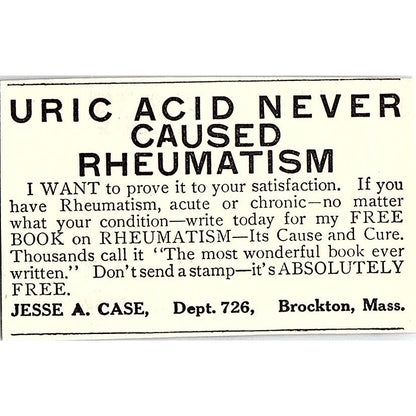 URIC ACID NEVER
CAUSED
RHEUMATISM
I WANT to prove it to your satisfaction. If you
have Rheumatism, acute or chronic—no matter
what your condition—write today for my FREE
BOOK on RHEUMATISM—Its Cause and Cure.
Thousands call it "The most wonderful book ever
written." Don't send a stamp—it's ABSOLUTELY
FREE.
JESSE A. CASE, Dept. 726, Brockton, Mass.